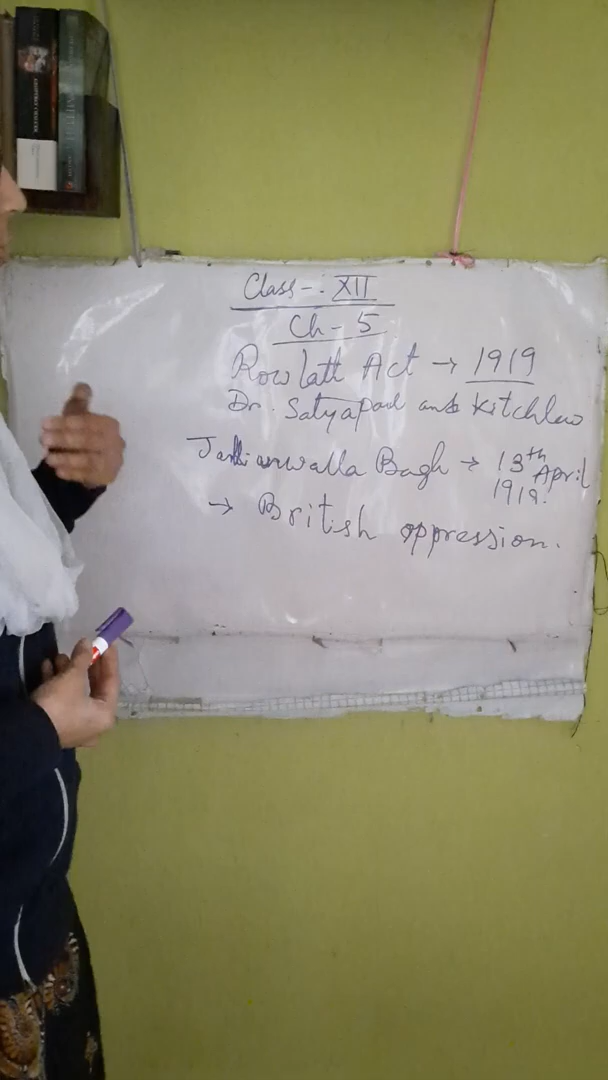 Class-: XII
Ch - 5
Rowlatt Act → 1919
Dr. Satyapal and Kitchlew
Jallianwalla Bagh → 13th April 1919.
→ British oppression.